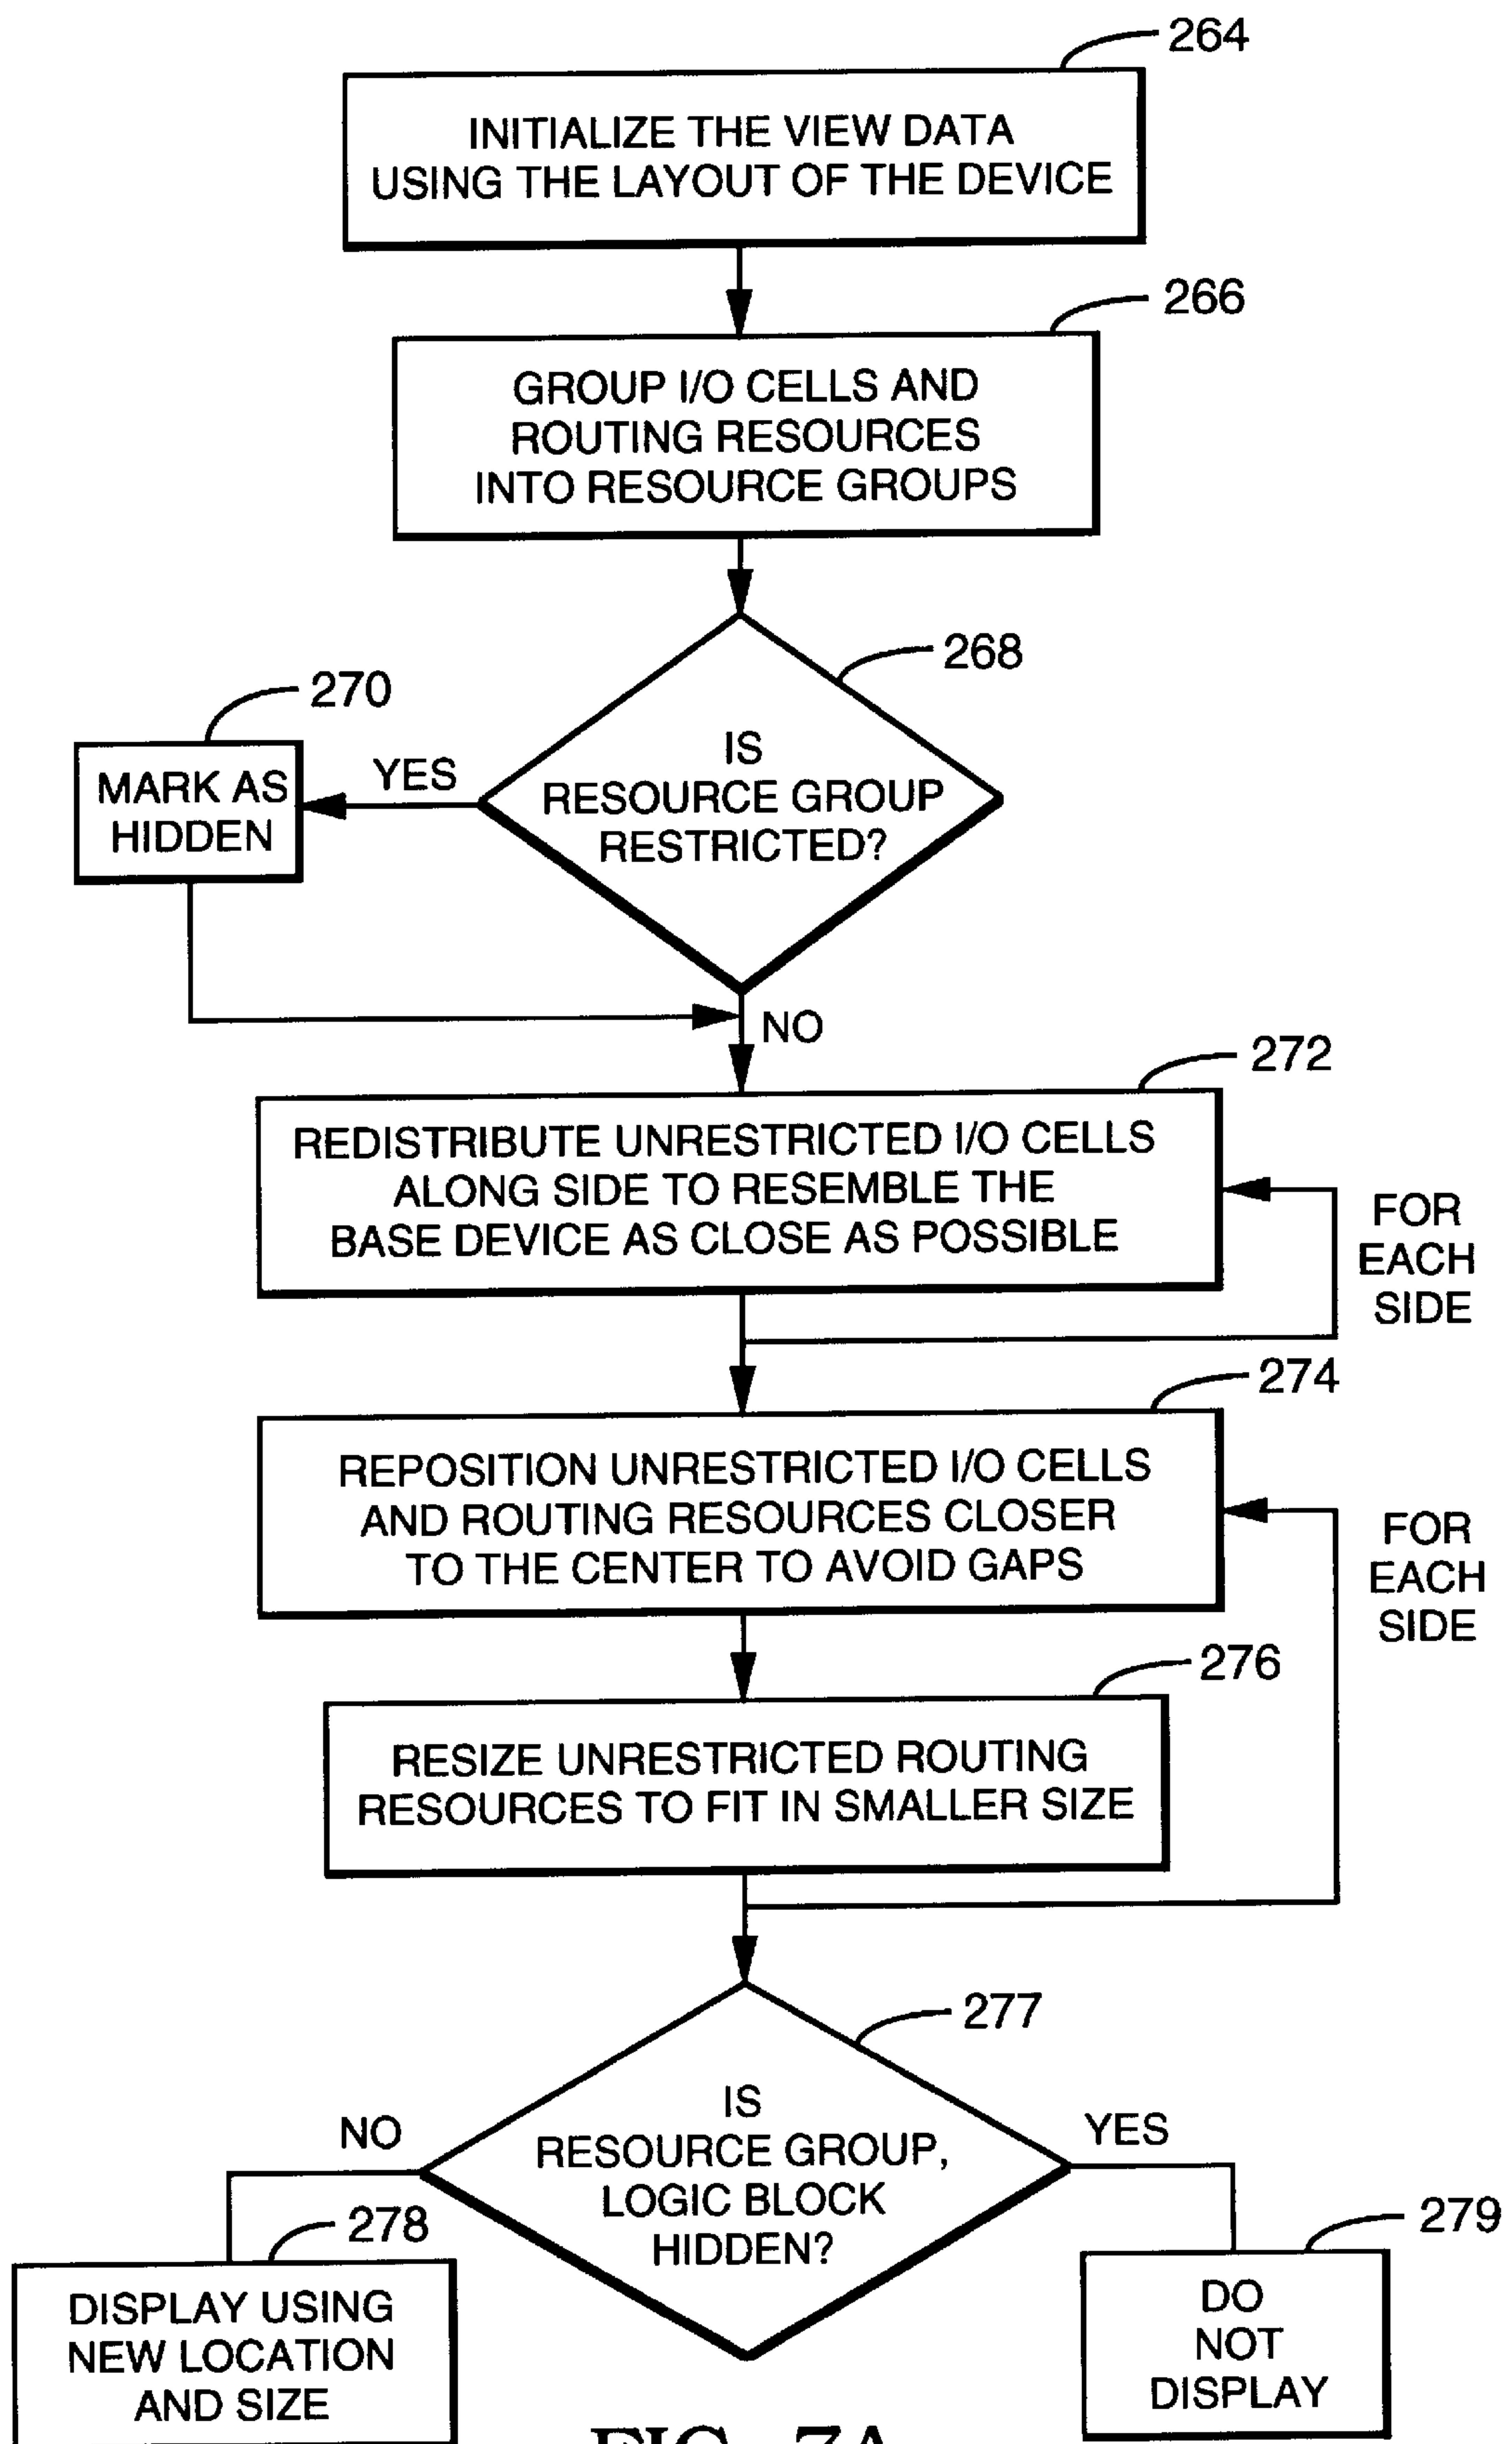 264
INITIALIZE THE VIEW DATA
USING THE LAYOUT OF THE DEVICE
266
GROUP I/O CELLS AND
ROUTING RESOURCES
INTO RESOURCE GROUPS
268
270
IS
RESOURCE GROUP
RESTRICTED?
YES
MARK AS
HIDDEN
NO
272
REDISTRIBUTE UNRESTRICTED I/O CELLS
ALONG SIDE TO RESEMBLE THE
BASE DEVICE AS CLOSE AS POSSIBLE
FOR
EACH
SIDE
274
REPOSITION UNRESTRICTED I/O CELLS
AND ROUTING RESOURCES CLOSER
TO THE CENTER TO AVOID GAPS
FOR
EACH
SIDE
276
RESIZE UNRESTRICTED ROUTING
RESOURCES TO FIT IN SMALLER SIZE
277
IS
RESOURCE GROUP,
LOGIC BLOCK
HIDDEN?
NO
YES
278
DISPLAY USING
NEW LOCATION
AND SIZE
279
DO
NOT
DISPLAY
FIG. 7A